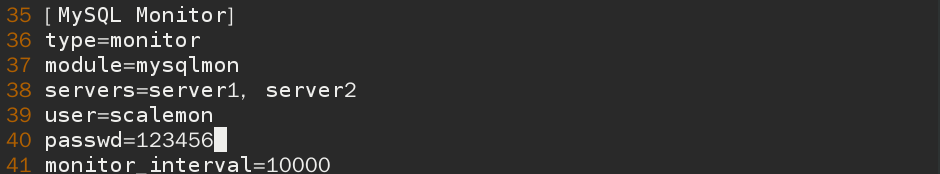 35 [MySQL Monitor]
36 type=monitor
37 module=mysqlmon
38 servers=server1, server2
39 user=scalemon
40 passwd=123456
41 monitor_interval=10000